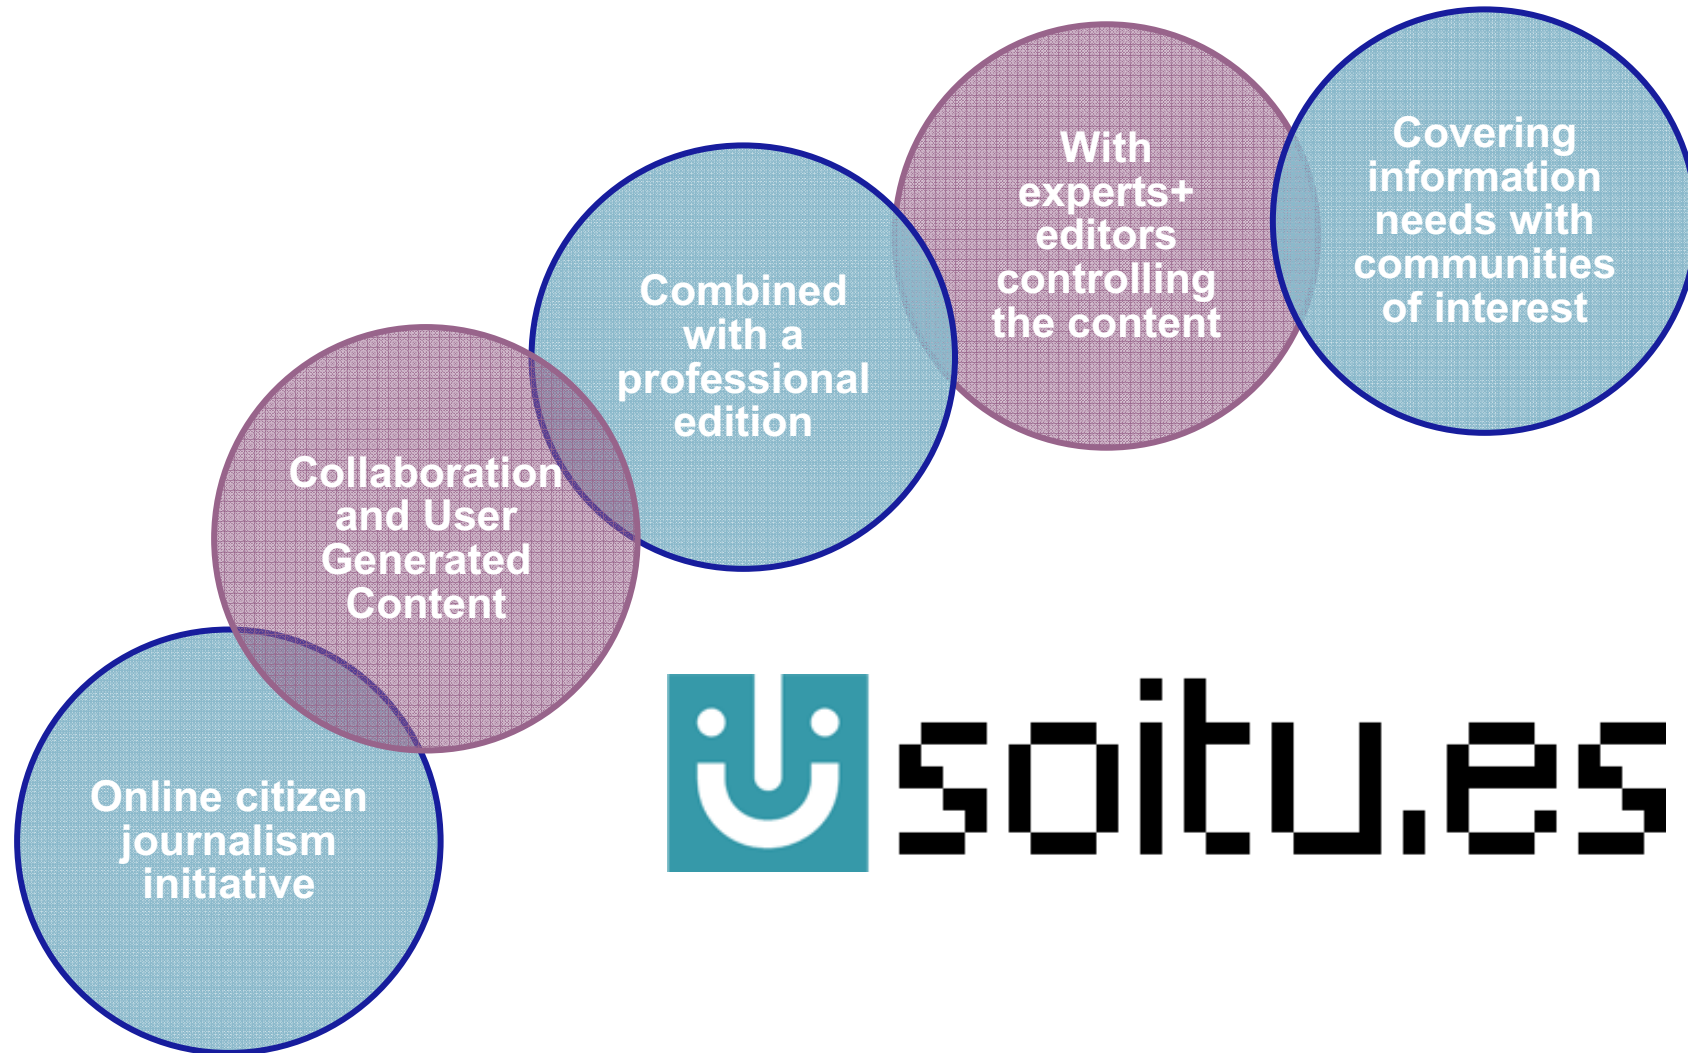 With
experts+
editors
controlling
the content
Covering
information
needs with
communities
of interest
Combined
with a
professional
edition
Collaboration
and User
Generated
Content
Online citizen
journalism
initiative
soitu.es